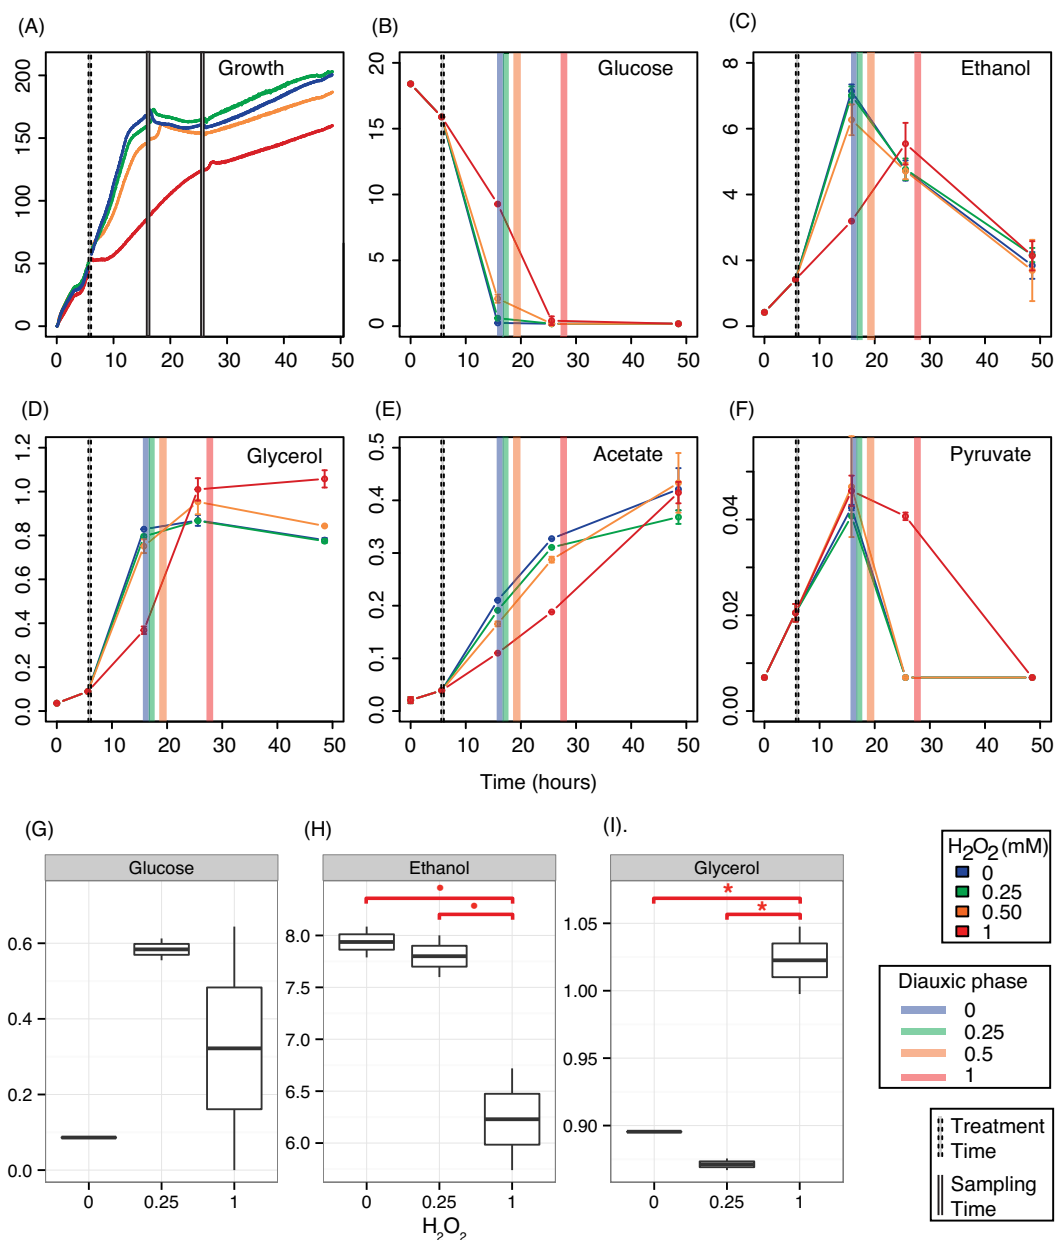 (A)
(B)
(C)
Growth
Glucose
Ethanol
0 50 100 150 200
0 5 10 15 20
0 2 4 6 8
0 10 20 30 40 50
0 10 20 30 40 50
0 10 20 30 40 50
(D)
(E)
(F)
Glycerol
Acetate
Pyruvate
0.0 0.2 0.4 0.6 0.8 1.0 1.2
0.0 0.1 0.2 0.3 0.4 0.5
0.00 0.02 0.04
0 10 20 30 40 50
0 10 20 30 40 50
0 10 20 30 40 50
Time (hours)
(G)
(H)
(I).
Glucose
Ethanol
Glycerol
0.6
0.4
0.2
0.0
8.0
7.5
7.0
6.5
6.0
1.05
1.00
0.95
0.90
* 
*
0 0.25 1
0 0.25 1
0 0.25 1
H₂O₂
H₂O₂ (mM)
0
0.25
0.50
1
Diauxic phase
0
0.25
0.5
1
Treatment
Time
Sampling
Time